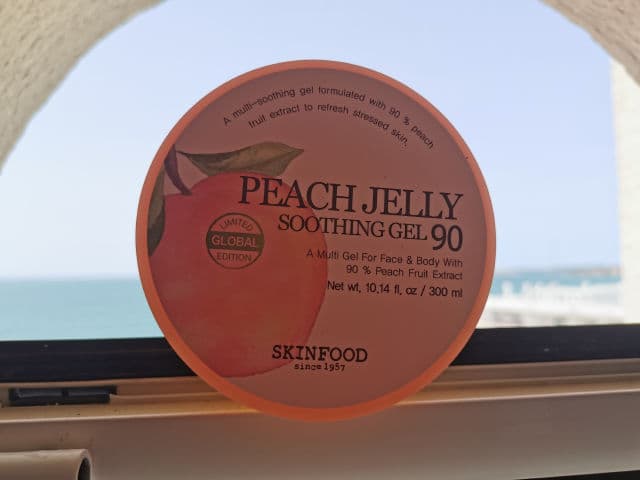 A multi-soothing gel formulated with 90 % peach
fruit extract to refresh stressed skin.
PEACH JELLY
SOOTHING GEL 90
LIMITED
GLOBAL
EDITION
A Multi Gel For Face & Body With
90 % Peach Fruit Extract
Net wt, 10.14 fl, oz / 300 ml
SKINFOOD
since 1957